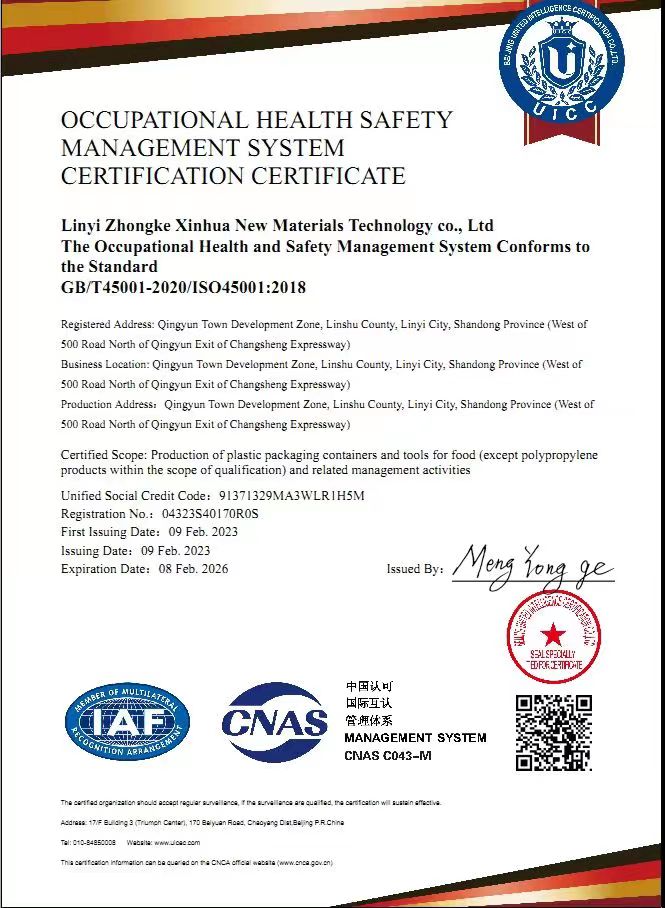 BEIJING UNITED INTELLIGENCE CERTIFICATION CO.,LTD.
U
UICC
OCCUPATIONAL HEALTH SAFETY
MANAGEMENT SYSTEM
CERTIFICATION CERTIFICATE
Linyi Zhongke Xinhua New Materials Technology co., Ltd
The Occupational Health and Safety Management System Conforms to
the Standard
GB/T45001-2020/ISO45001:2018
Registered Address: Qingyun Town Development Zone, Linshu County, Linyi City, Shandong Province (West of
500 Road North of Qingyun Exit of Changsheng Expressway)
Business Location: Qingyun Town Development Zone, Linshu County, Linyi City, Shandong Province (West of
500 Road North of Qingyun Exit of Changsheng Expressway)
Production Address：Qingyun Town Development Zone, Linshu County, Linyi City, Shandong Province (West of
500 Road North of Qingyun Exit of Changsheng Expressway)
Certified Scope: Production of plastic packaging containers and tools for food (except polypropylene
products within the scope of qualification) and related management activities
Unified Social Credit Code：91371329MA3WLR1H5M
Registration No.：04323S40170R0S
First Issuing Date：09 Feb. 2023
Issuing Date：09 Feb. 2023
Expiration Date：08 Feb. 2026
Issued By:
Meng Yong ge
UNITED INTELLIGENCE CERTIFICATION CO.,LTD
SEAL SPECIALLY
TED FOR CERTIFICATE
MEMBER OF MULTILATERAL
IAF
RECOGNITION ARRANGEMENT
CNAS
中国认可
国际互认
管理体系
MANAGEMENT SYSTEM
CNAS C043-M
The certified organization should accept regular surveillance, if the surveillance are qualified, the certification will sustain effective.
Address: 17/F Building 3 (Triumph Center), 170 Beiyuan Road, Chaoyang Dist,Beijing P.R.China
Tel: 010-84850008 Website: www.uicec.com
This certification information can be queried on the CNCA official website (www.cnca.gov.cn)